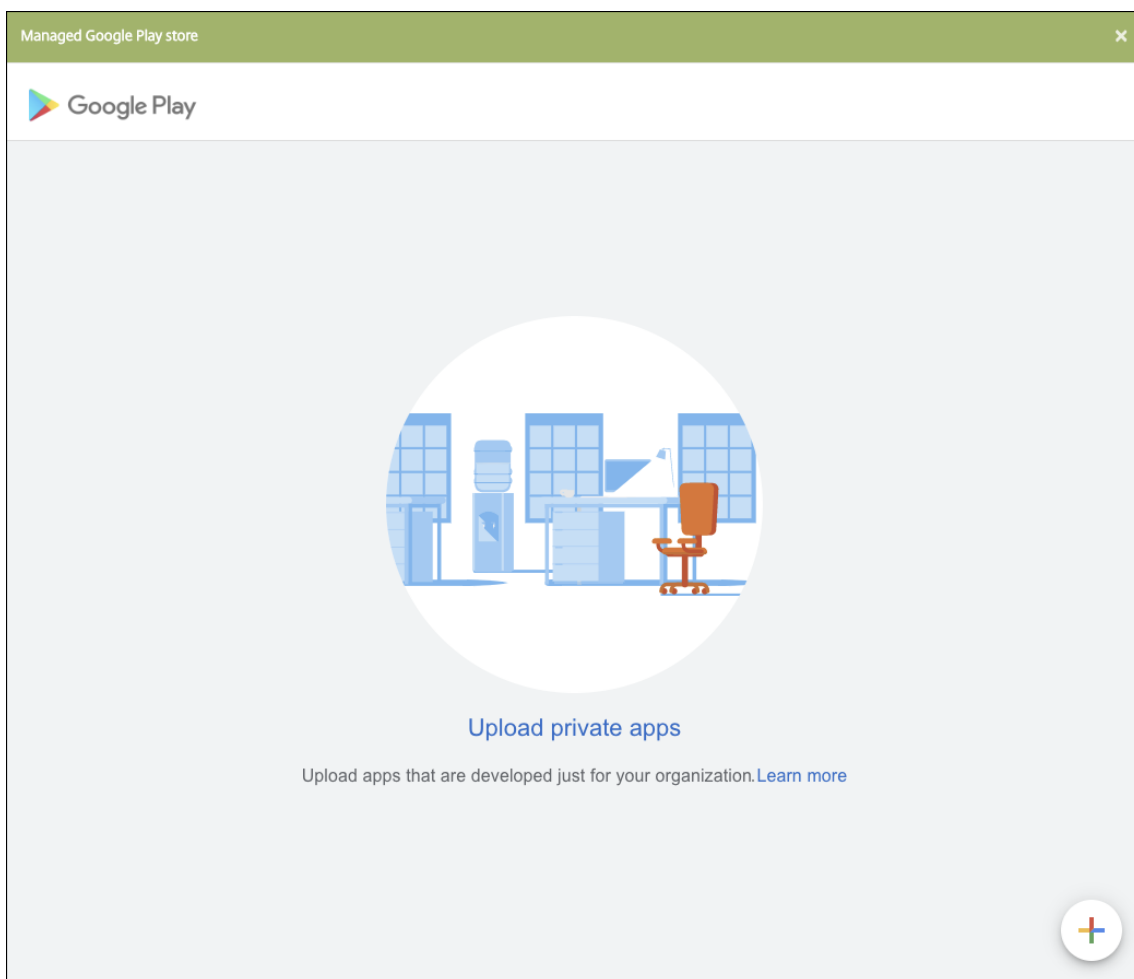 Managed Google Play store
Google Play
Upload private apps
Upload apps that are developed just for your organization.Learn more